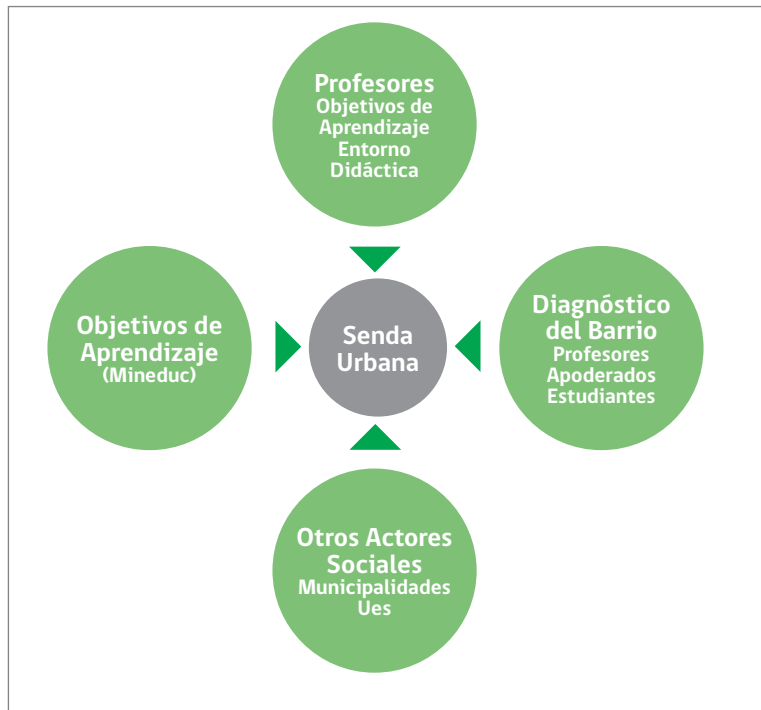 Profesores
Objetivos de
Aprendizaje
Entorno
Didáctica
Objetivos de
Aprendizaje
(Mineduc)
Senda
Urbana
Diagnóstico
del Barrio
Profesores
Apoderados
Estudiantes
Otros Actores
Sociales
Municipalidades
Ues